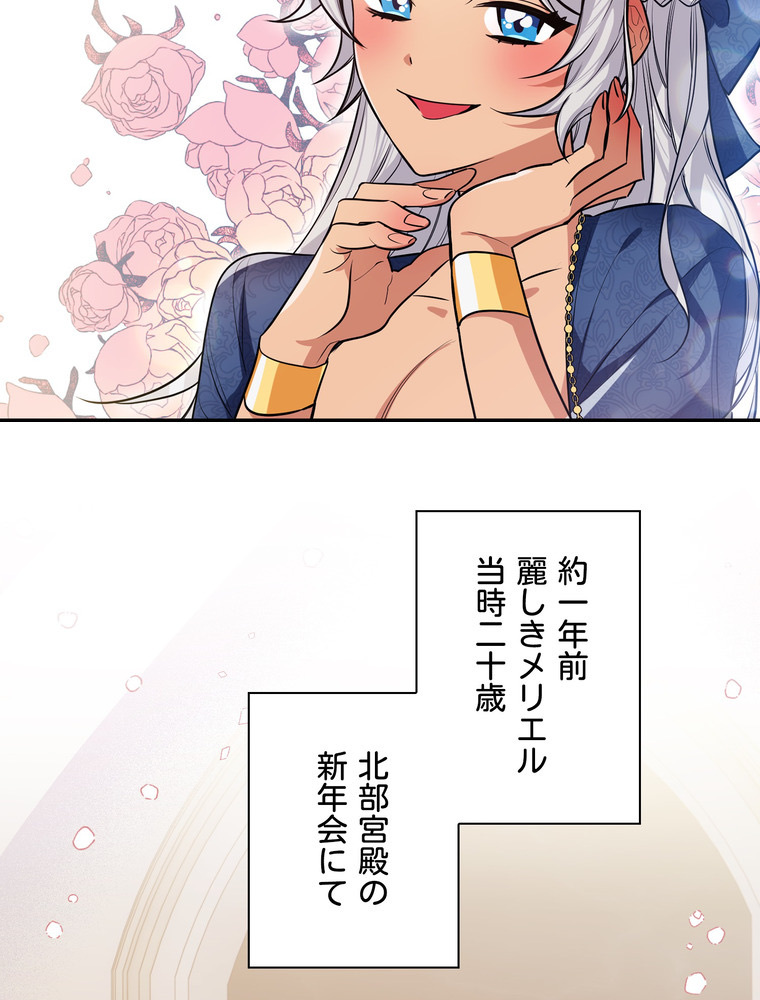 約一年前
麗しきメリエル
当時二十歳
北部宮殿の
新年会にて